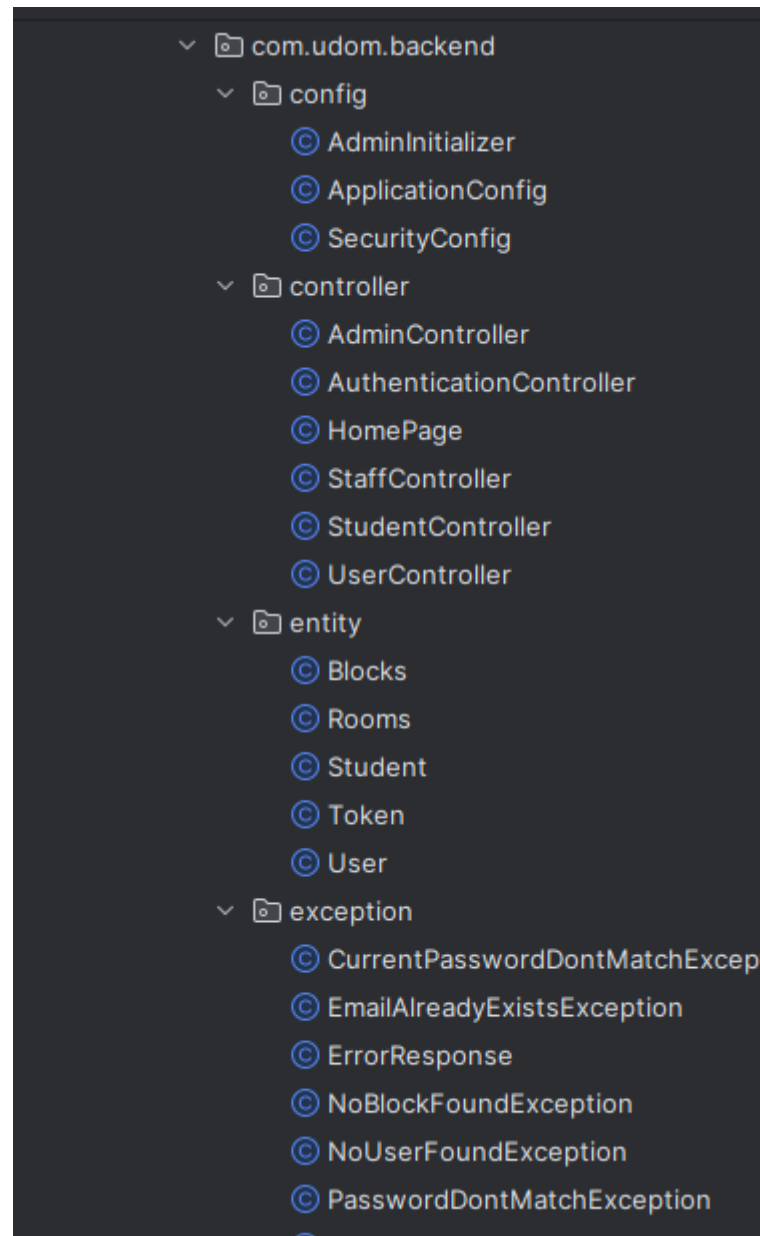 com.udom.backend
config
AdminInitializer
ApplicationConfig
SecurityConfig
controller
AdminController
AuthenticationController
HomePage
StaffController
StudentController
UserController
entity
Blocks
Rooms
Student
Token
User
exception
CurrentPasswordDontMatchExcep
EmailAlreadyExistsException
ErrorResponse
NoBlockFoundException
NoUserFoundException
PasswordDontMatchException